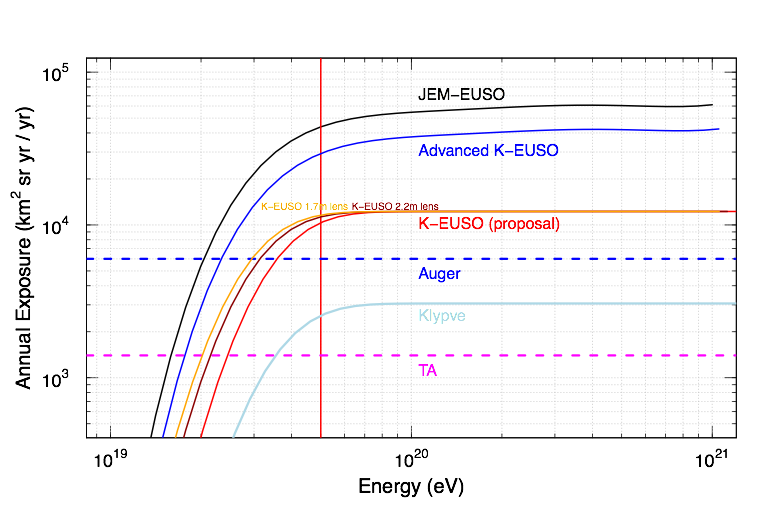 10^5
JEM−EUSO
Advanced K−EUSO
K−EUSO 1.7m lens K−EUSO 2.2m lens
10^4
K−EUSO (proposal)
Auger
Klypve
10^3
TA
Annual Exposure (km^2 sr yr / yr)
10^19
10^20
10^21
Energy (eV)